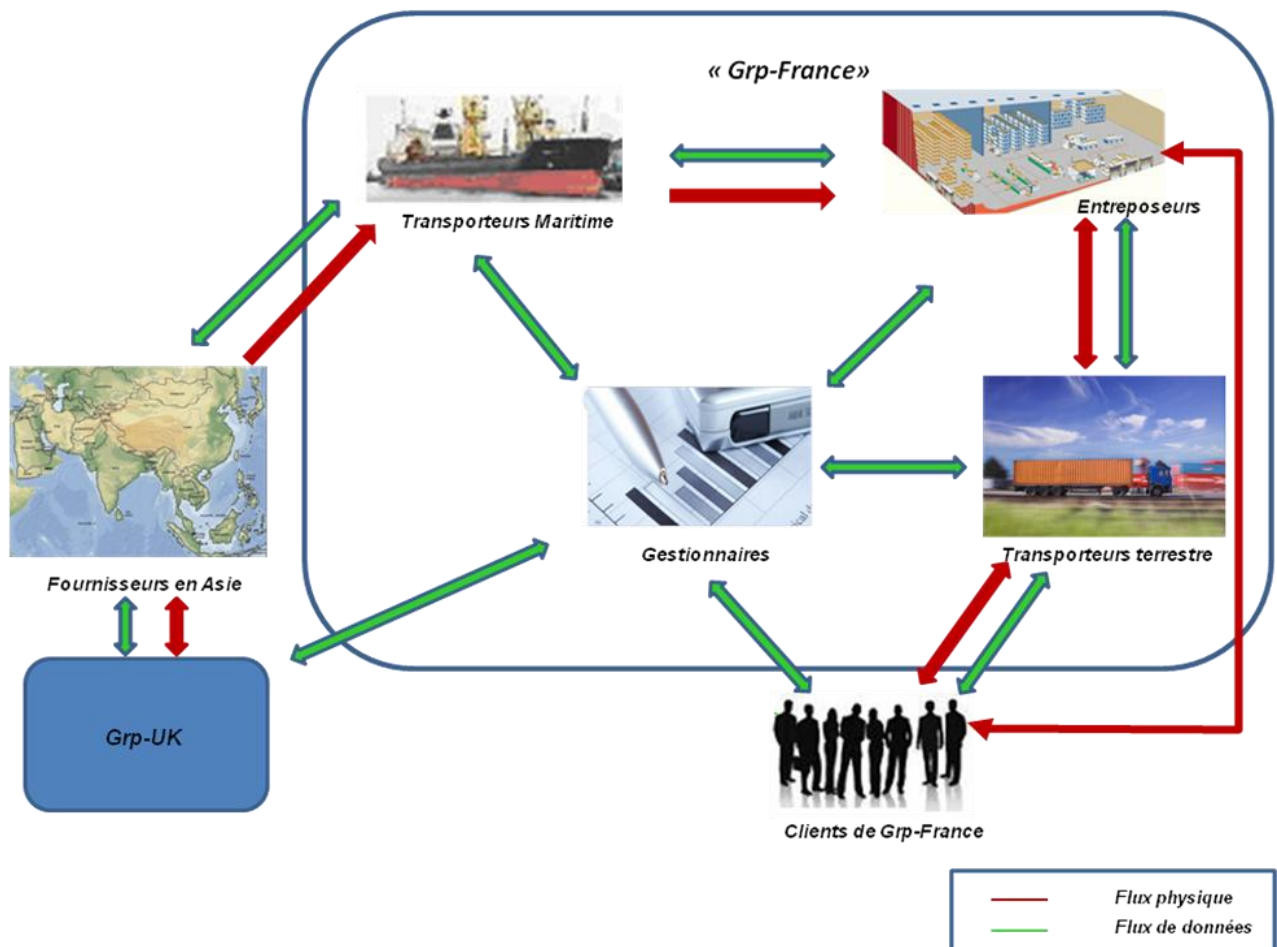 « Grp-France»
Transporteurs Maritime
Entreposeurs
Fournisseurs en Asie
Gestionnaires
Transporteurs terrestre
Grp-UK
Clients de Grp-France
Flux physique
Flux de données